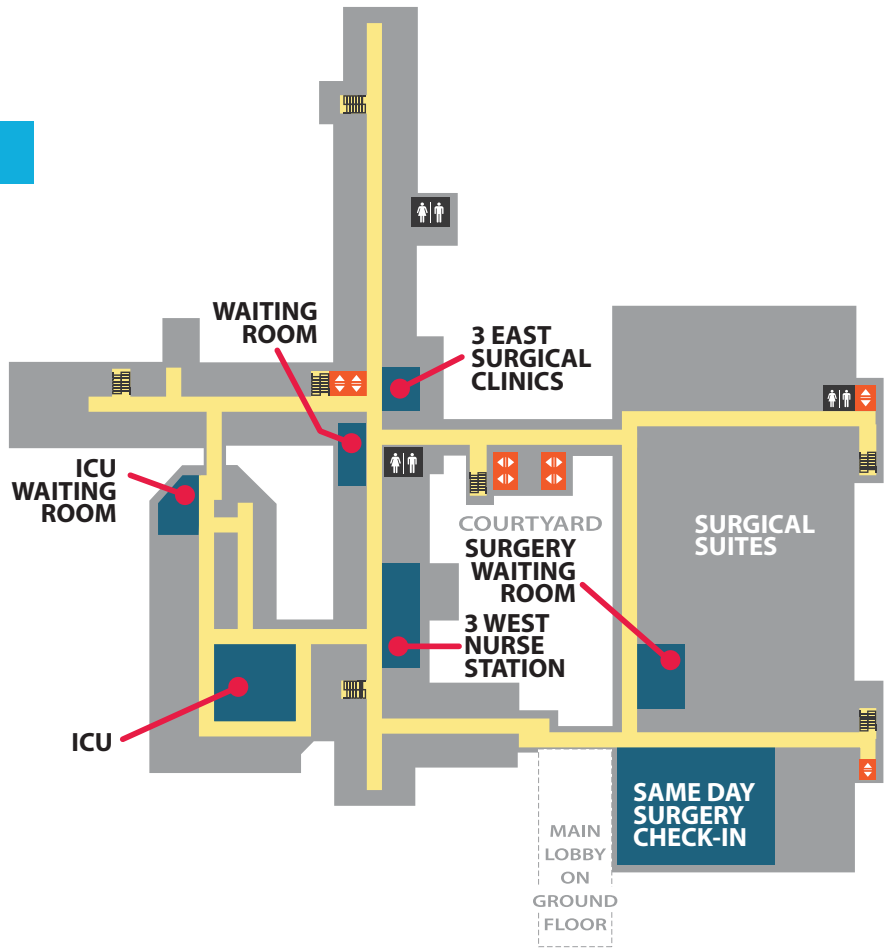 WAITING
ROOM
3 EAST
SURGICAL
CLINICS
ICU
WAITING
ROOM
COURTYARD
SURGERY
WAITING
ROOM
SURGICAL
SUITES
3 WEST
NURSE
STATION
ICU
SAME DAY
SURGERY
CHECK-IN
MAIN
LOBBY
ON
GROUND
FLOOR